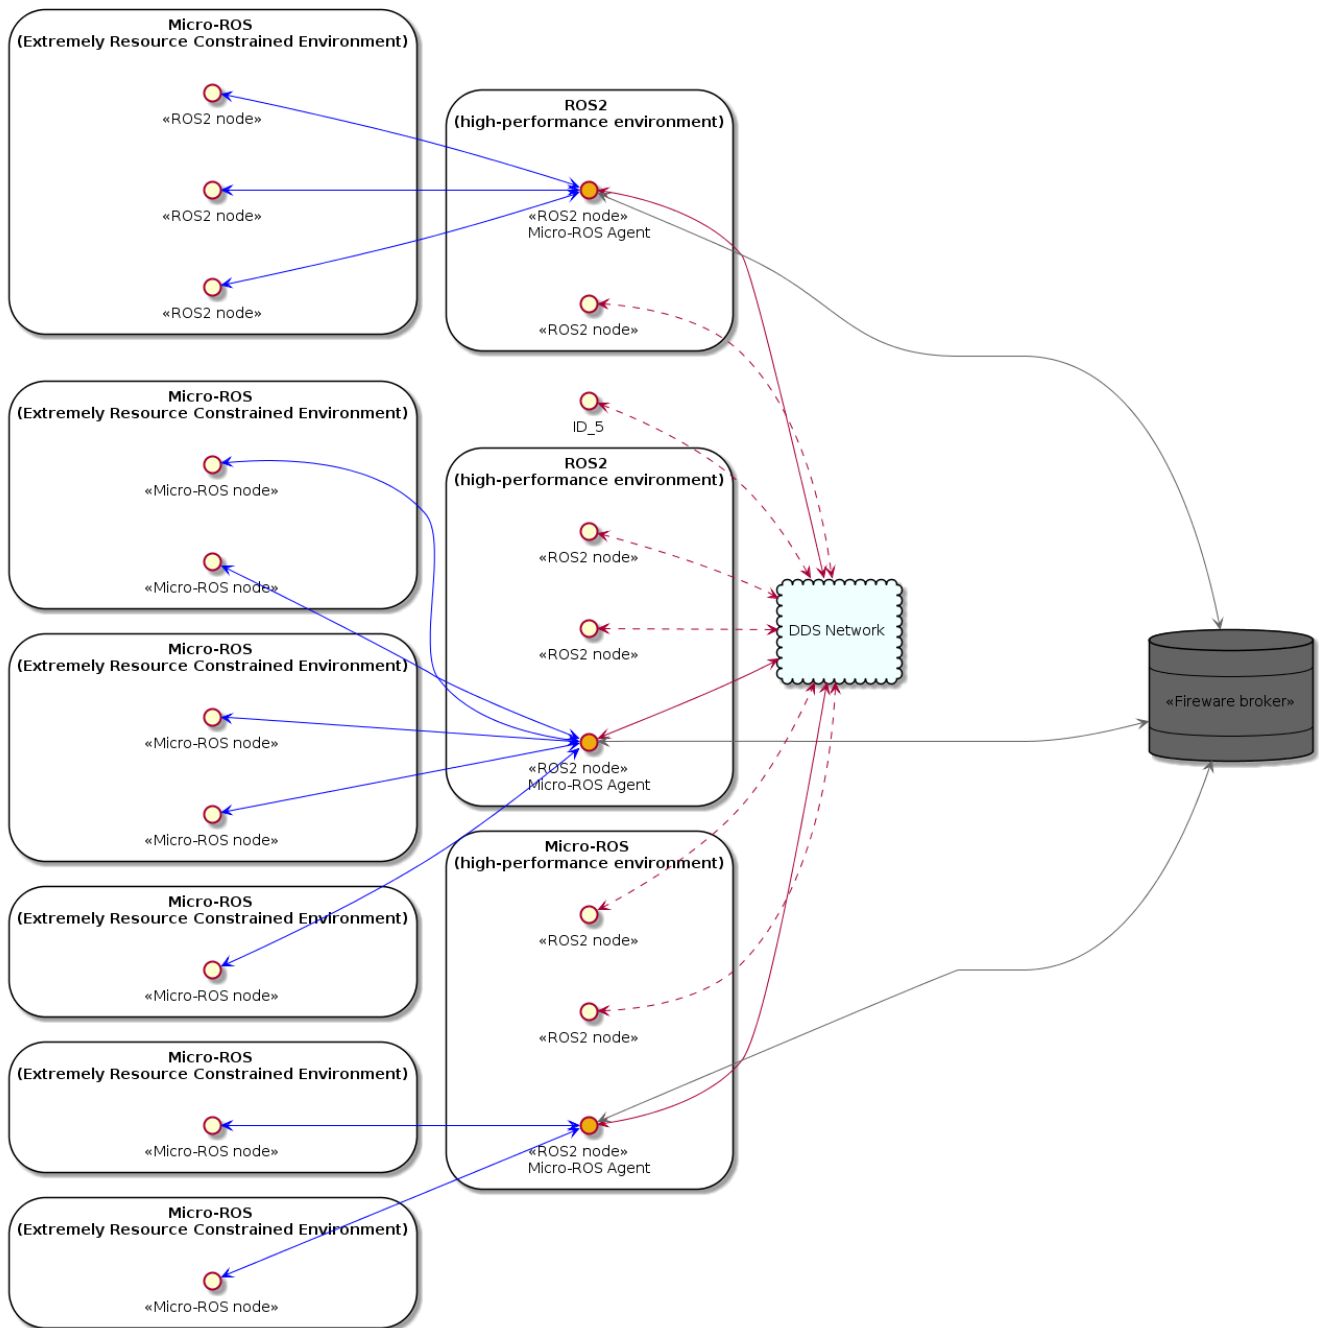 Micro-ROS
(Extremely Resource Constrained Environment)
«ROS2 node»
«ROS2 node»
«ROS2 node»
ROS2
(high-performance environment)
«ROS2 node»
Micro-ROS Agent
«ROS2 node»
Micro-ROS
(Extremely Resource Constrained Environment)
«Micro-ROS node»
«Micro-ROS node»
ID_5
ROS2
(high-performance environment)
«ROS2 node»
«ROS2 node»
«ROS2 node»
Micro-ROS Agent
DDS Network
«Fireware broker»
Micro-ROS
(Extremely Resource Constrained Environment)
«Micro-ROS node»
«Micro-ROS node»
Micro-ROS
(high-performance environment)
«ROS2 node»
«ROS2 node»
«ROS2 node»
Micro-ROS Agent
Micro-ROS
(Extremely Resource Constrained Environment)
«Micro-ROS node»
Micro-ROS
(Extremely Resource Constrained Environment)
«Micro-ROS node»
Micro-ROS
(Extremely Resource Constrained Environment)
«Micro-ROS node»